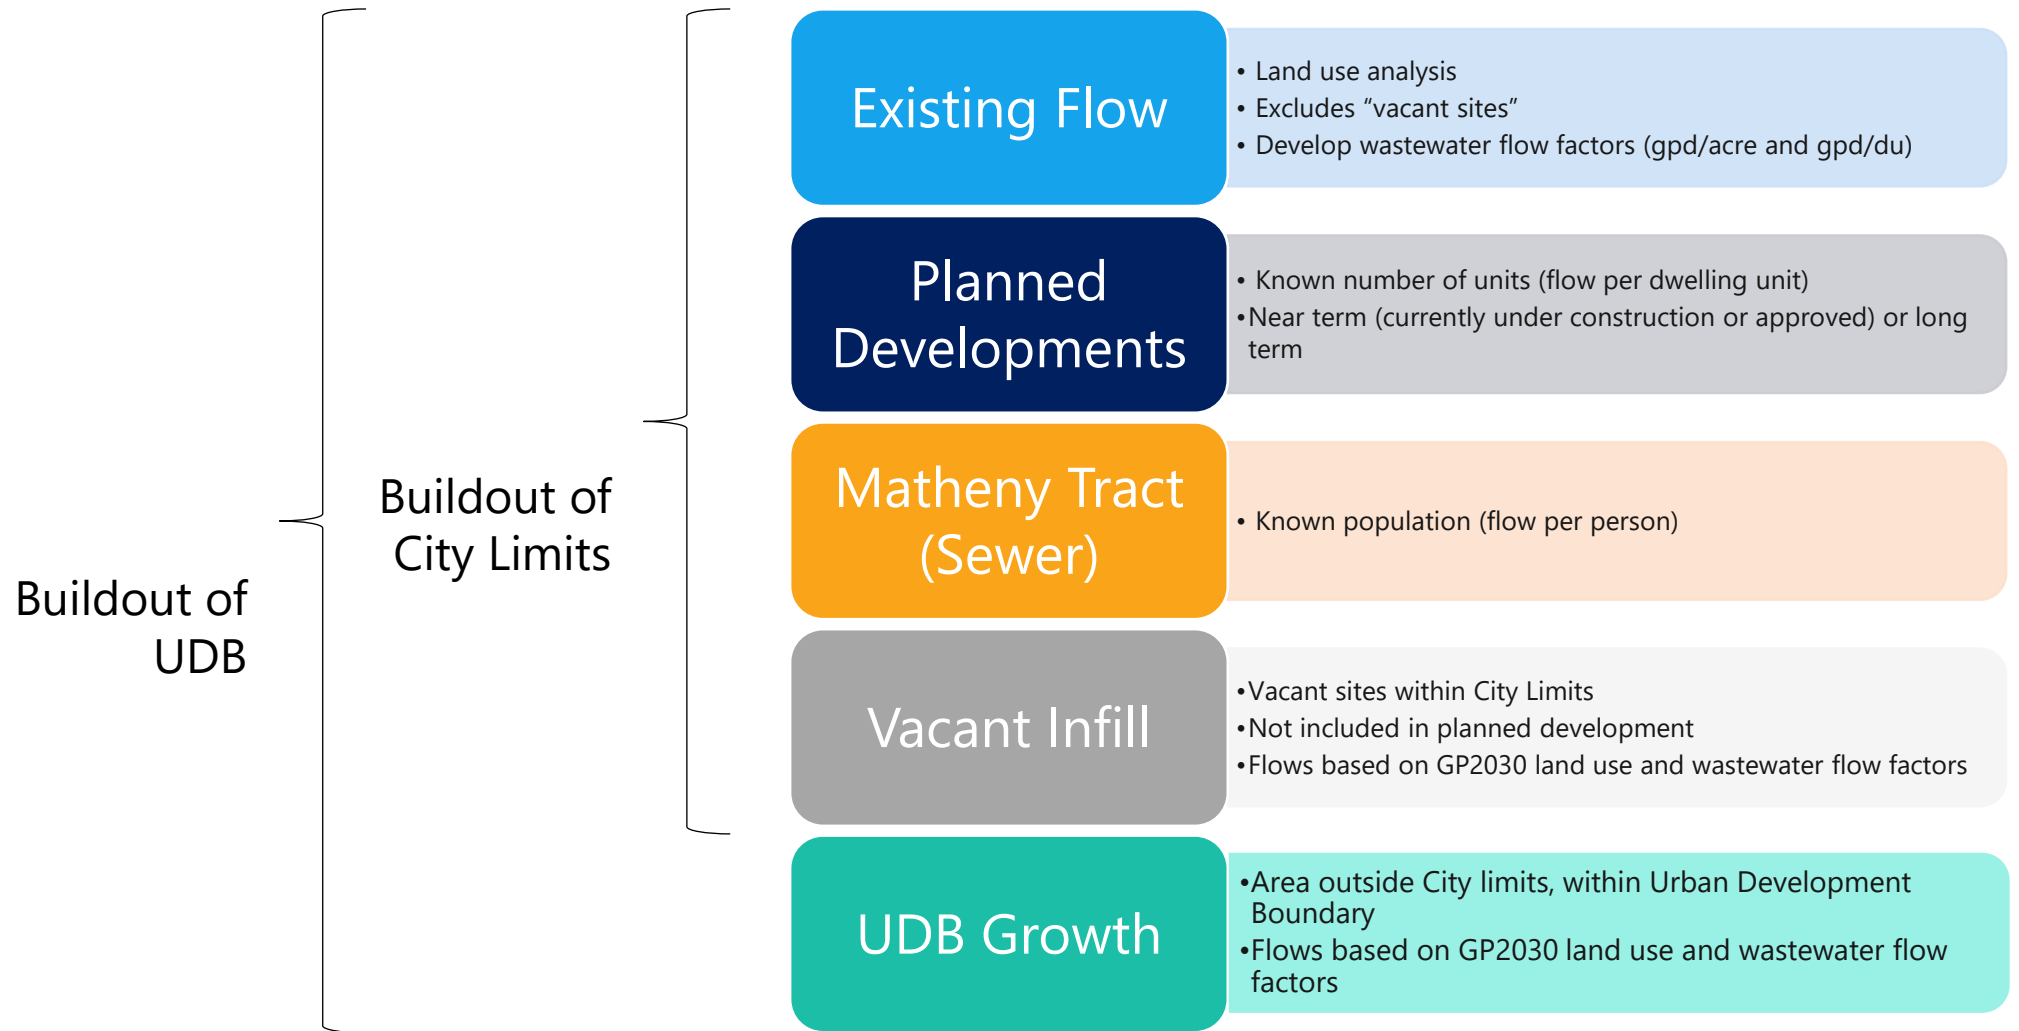 Buildout of
UDB
Buildout of
City Limits
Existing Flow
• Land use analysis
• Excludes “vacant sites”
• Develop wastewater flow factors (gpd/acre and gpd/du)
Planned
Developments
• Known number of units (flow per dwelling unit)
•Near term (currently under construction or approved) or long
term
Matheny Tract
(Sewer)
• Known population (flow per person)
Vacant Infill
•Vacant sites within City Limits
•Not included in planned development
•Flows based on GP2030 land use and wastewater flow factors
UDB Growth
•Area outside City limits, within Urban Development
Boundary
•Flows based on GP2030 land use and wastewater flow
factors